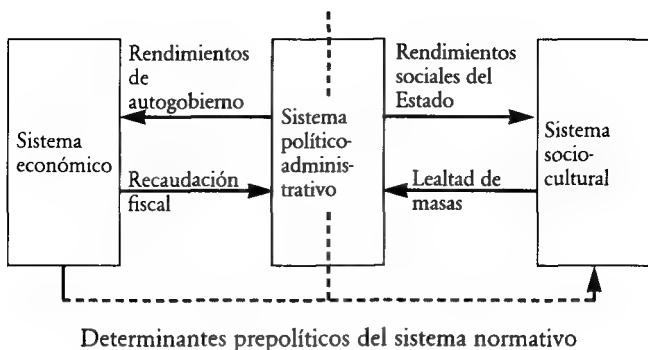 Sistema
económico
Rendimientos
de
autogobierno
Recaudación
fiscal
Sistema
político-
adminis-
trativo
Rendimientos
sociales del
Estado
Lealtad de
masas
Sistema
socio-
cultural
Determinantes prepolíticos del sistema normativo